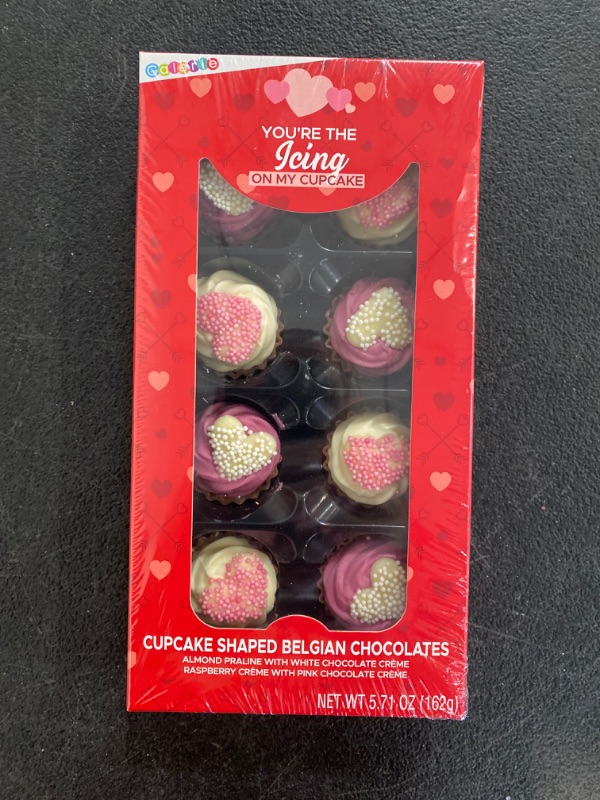 Galerie
YOU'RE THE
Icing
ON MY CUPCAKE
CUPCAKE SHAPED BELGIAN CHOCOLATES
ALMOND PRALINE WITH WHITE CHOCOLATE CRÈME
RASPBERRY CRÈME WITH PINK CHOCOLATE CRÈME
NET WT 5.71 OZ (162g)